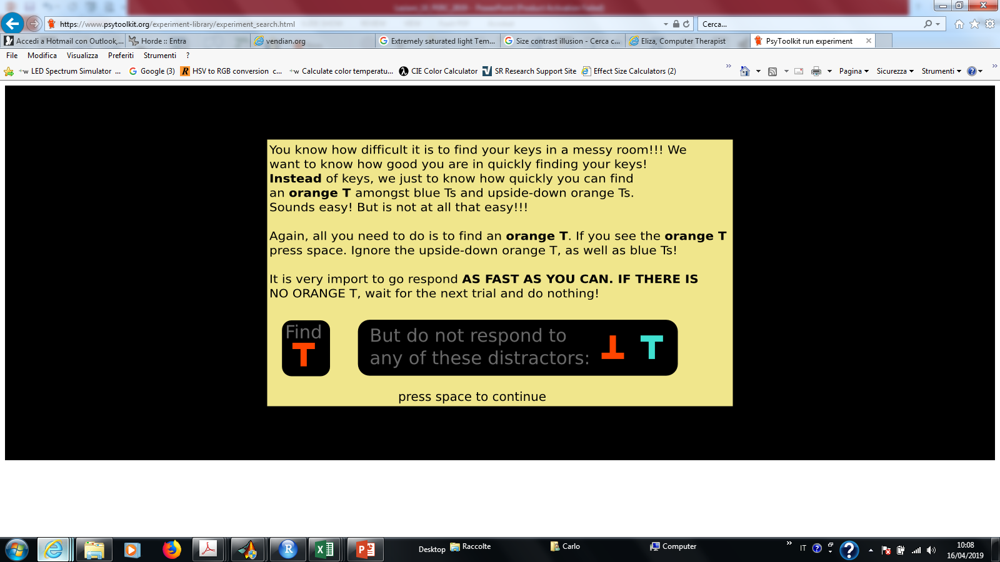 https://www.psytoolkit.org/experiment-library/experiment_search.html
Cerca...
Accedi a Hotmail con Outlook,...
Horde :: Entra
vendian.org
Extremely saturated light Tem...
Size contrast illusion - Cerca c...
Eliza, Computer Therapist
PsyToolkit run experiment
File Modifica Visualizza Preferiti Strumenti ?
LED Spectrum Simulator ...
Google (3)
HSV to RGB conversion c...
Calculate color temperatu...
CIE Color Calculator
SR Research Support Site
Effect Size Calculators (2)
Pagina
Sicurezza
Strumenti
You know how difficult it is to find your keys in a messy room!!! We
want to know how good you are in quickly finding your keys!
Instead of keys, we just to know how quickly you can find
an orange T amongst blue Ts and upside-down orange Ts.
Sounds easy! But is not at all that easy!!!
Again, all you need to do is to find an orange T. If you see the orange T
press space. Ignore the upside-down orange T, as well as blue Ts!
It is very import to go respond AS FAST AS YOU CAN. IF THERE IS
NO ORANGE T, wait for the next trial and do nothing!
Find
T
But do not respond to
any of these distractors:
T T
press space to continue
Desktop
Raccolte
Carlo
Computer
IT
10:08
16/04/2019